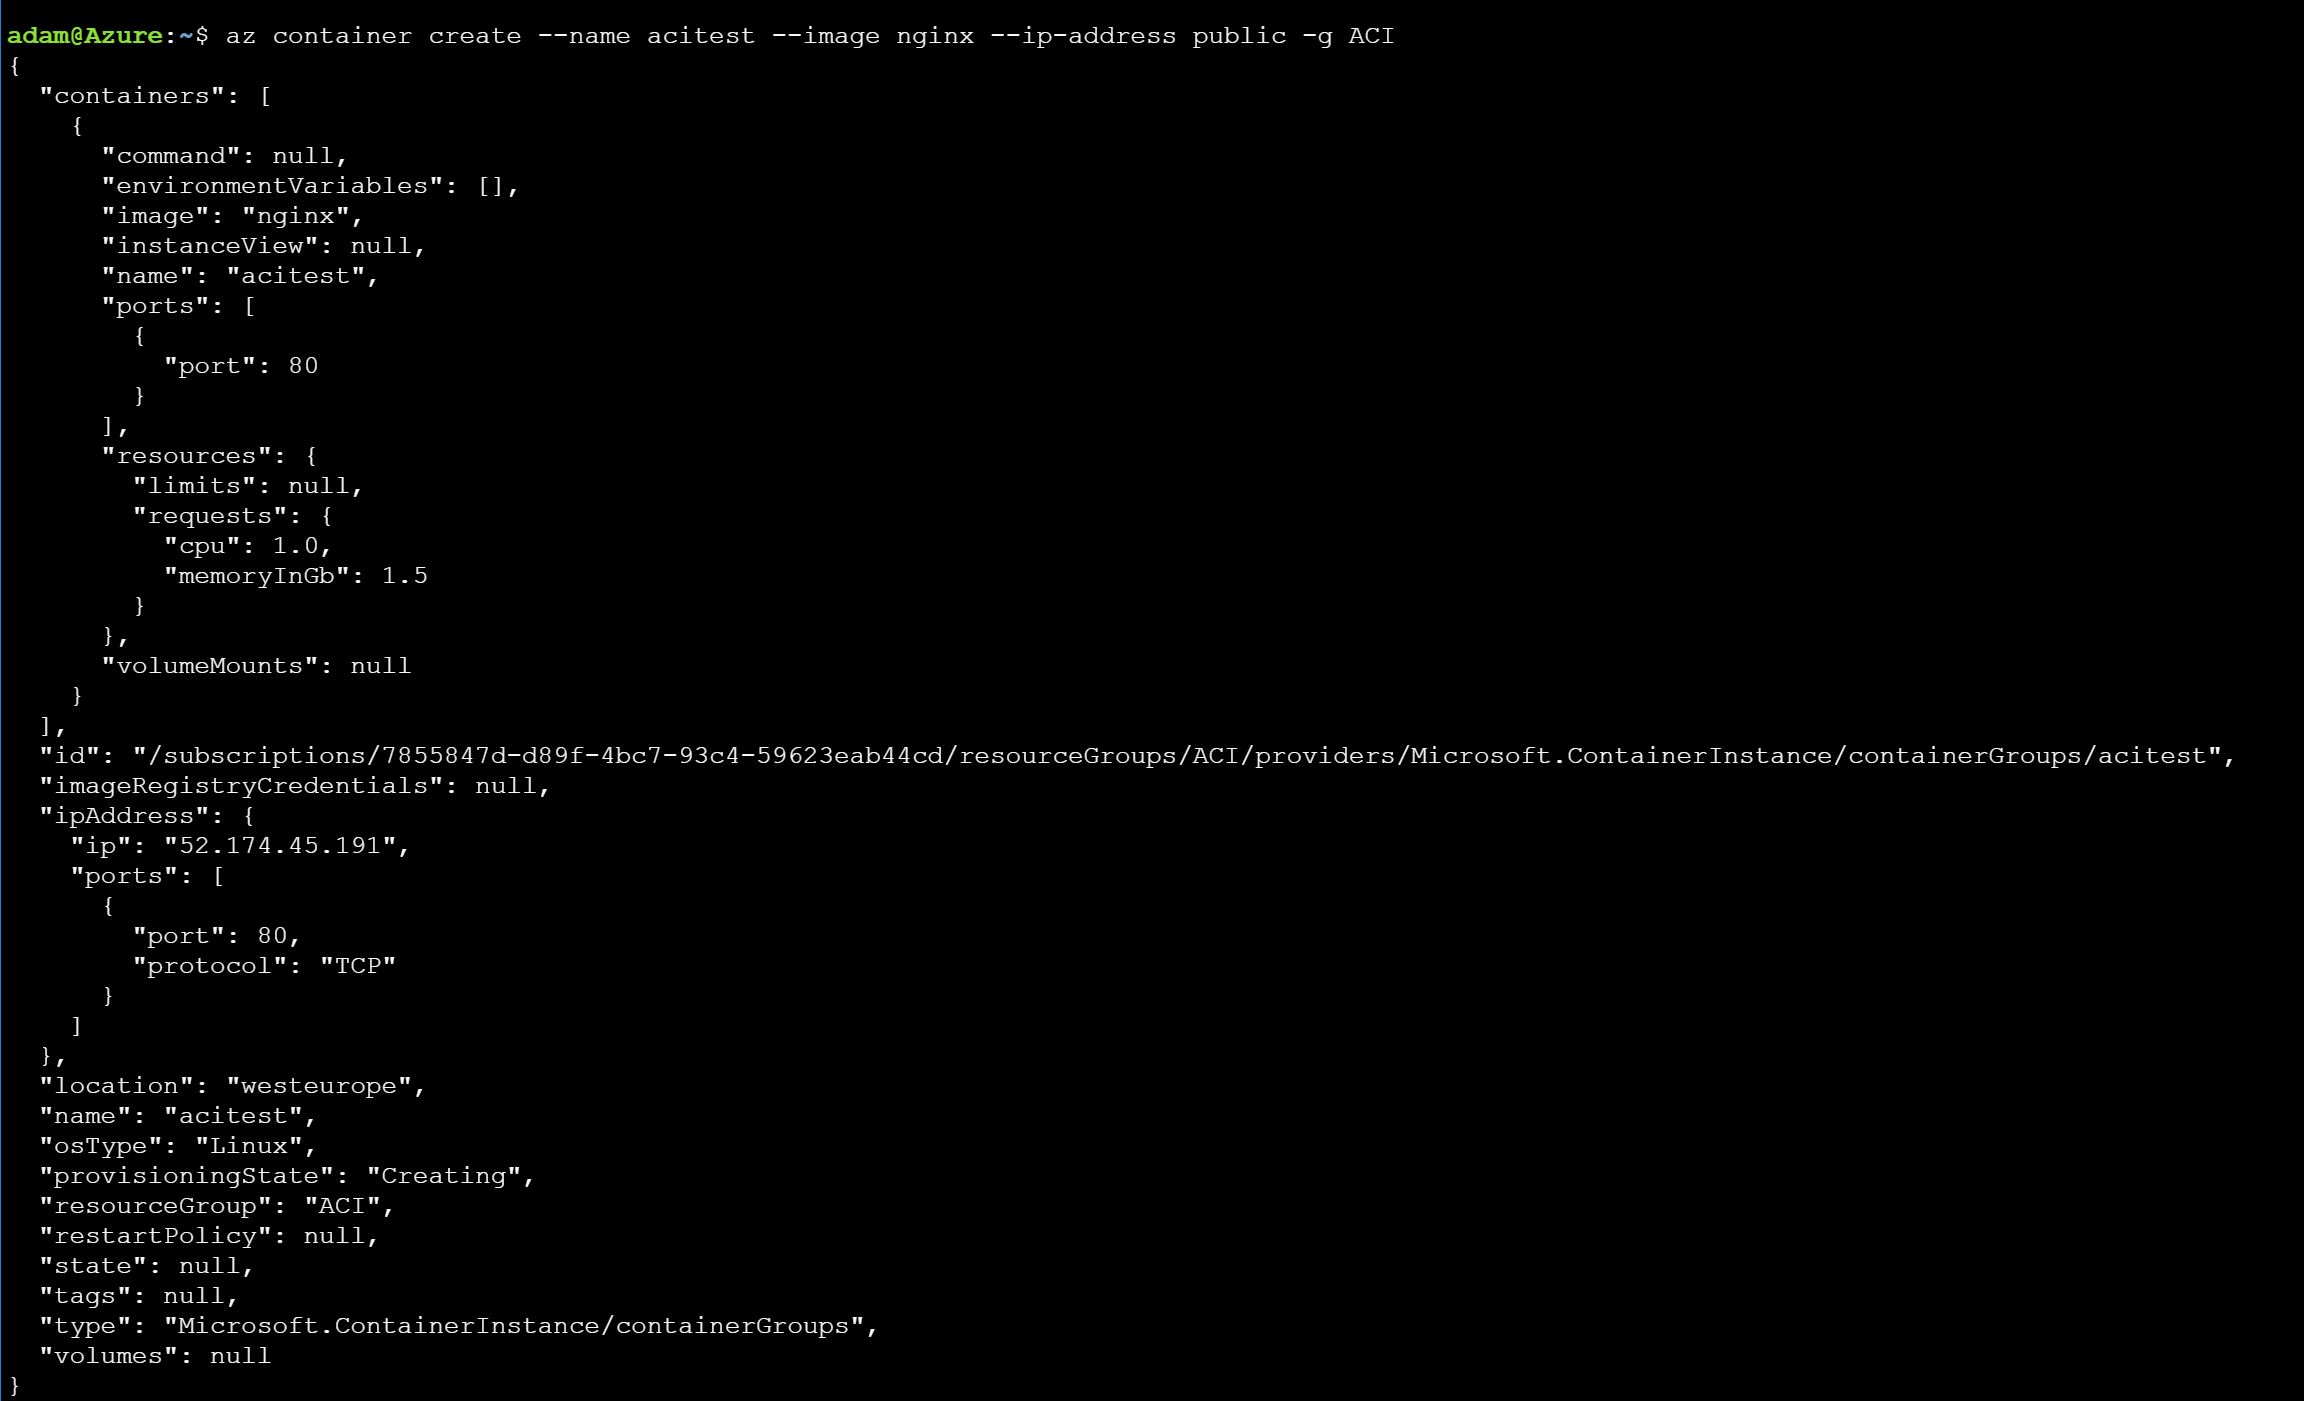 adam@Azure:~$ az container create --name acitest --image nginx --ip-address public -g ACI
{
  "containers": [
    {
      "command": null,
      "environmentVariables": [],
      "image": "nginx",
      "instanceView": null,
      "name": "acitest",
      "ports": [
        {
          "port": 80
        }
      ],
      "resources": {
        "limits": null,
        "requests": {
          "cpu": 1.0,
          "memoryInGb": 1.5
        }
      },
      "volumeMounts": null
    }
  ],
  "id": "/subscriptions/7855847d-d89f-4bc7-93c4-59623eab44cd/resourceGroups/ACI/providers/Microsoft.ContainerInstance/containerGroups/acitest",
  "imageRegistryCredentials": null,
  "ipAddress": {
    "ip": "52.174.45.191",
    "ports": [
      {
        "port": 80,
        "protocol": "TCP"
      }
    ]
  },
  "location": "westeurope",
  "name": "acitest",
  "osType": "Linux",
  "provisioningState": "Creating",
  "resourceGroup": "ACI",
  "restartPolicy": null,
  "state": null,
  "tags": null,
  "type": "Microsoft.ContainerInstance/containerGroups",
  "volumes": null
}